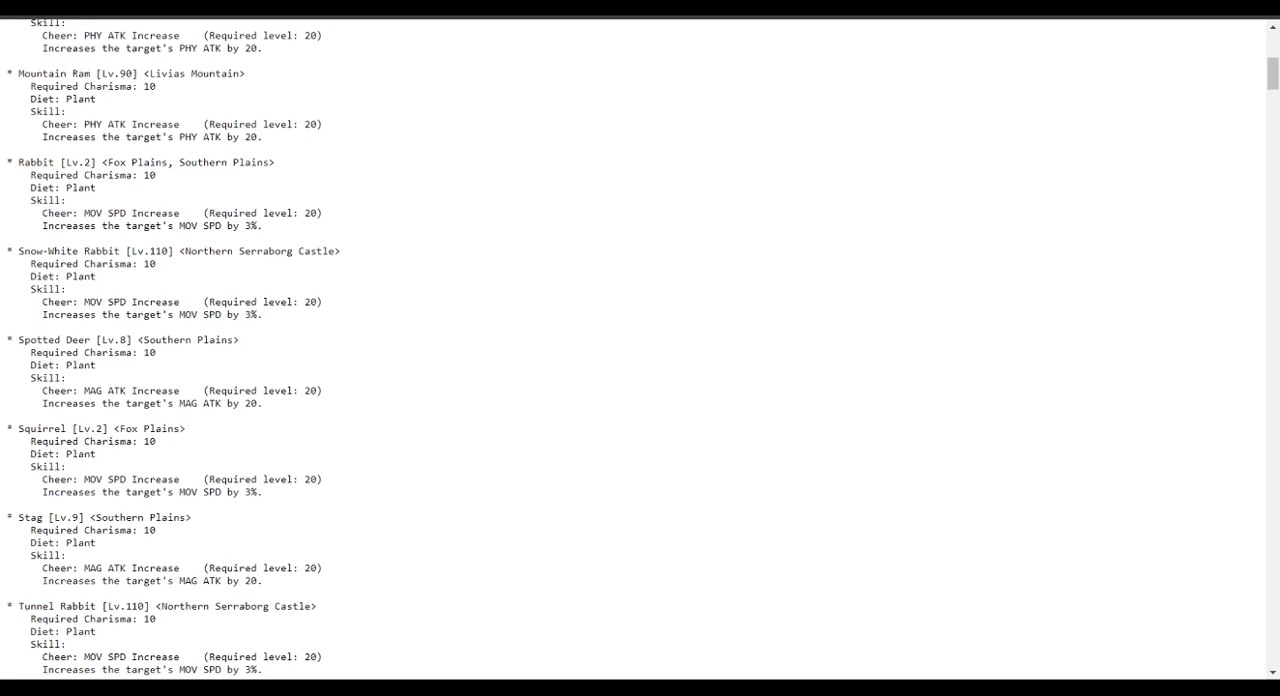 Skill:
Cheer: PHY ATK Increase    (Required level: 20)
Increases the target's PHY ATK by 20.
* Mountain Ram [Lv.90] <Livias Mountain>
Required Charisma: 10
Diet: Plant
Skill:
Cheer: PHY ATK Increase    (Required level: 20)
Increases the target's PHY ATK by 20.
* Rabbit [Lv.2] <Fox Plains, Southern Plains>
Required Charisma: 10
Diet: Plant
Skill:
Cheer: MOV SPD Increase    (Required level: 20)
Increases the target's MOV SPD by 3%.
* Snow-White Rabbit [Lv.110] <Northern Serraborg Castle>
Required Charisma: 10
Diet: Plant
Skill:
Cheer: MOV SPD Increase    (Required level: 20)
Increases the target's MOV SPD by 3%.
* Spotted Deer [Lv.8] <Southern Plains>
Required Charisma: 10
Diet: Plant
Skill:
Cheer: MAG ATK Increase    (Required level: 20)
Increases the target's MAG ATK by 20.
* Squirrel [Lv.2] <Fox Plains>
Required Charisma: 10
Diet: Plant
Skill:
Cheer: MOV SPD Increase    (Required level: 20)
Increases the target's MOV SPD by 3%.
* Stag [Lv.9] <Southern Plains>
Required Charisma: 10
Diet: Plant
Skill:
Cheer: MAG ATK Increase    (Required level: 20)
Increases the target's MAG ATK by 20.
* Tunnel Rabbit [Lv.110] <Northern Serraborg Castle>
Required Charisma: 10
Diet: Plant
Skill:
Cheer: MOV SPD Increase    (Required level: 20)
Increases the target's MOV SPD by 3%.